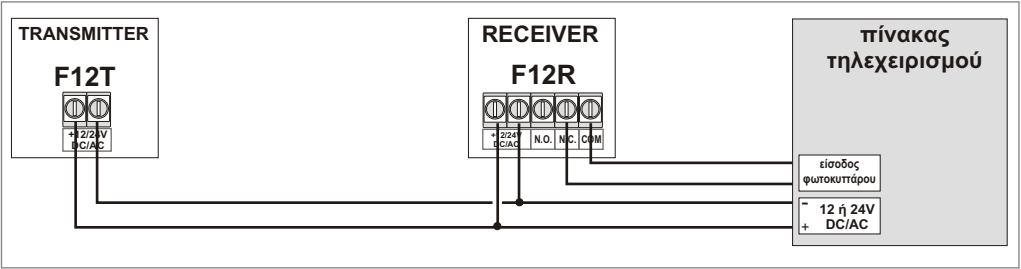 TRANSMITTER
F12T
+12/24V
DC/AC
RECEIVER
F12R
+12/24V
DC/AC
N.O.
N.C.
COM
πίνακας
τηλεχειρισμού
είσοδος
φωτοκυττάρου
-
+
12 ή 24V
DC/AC